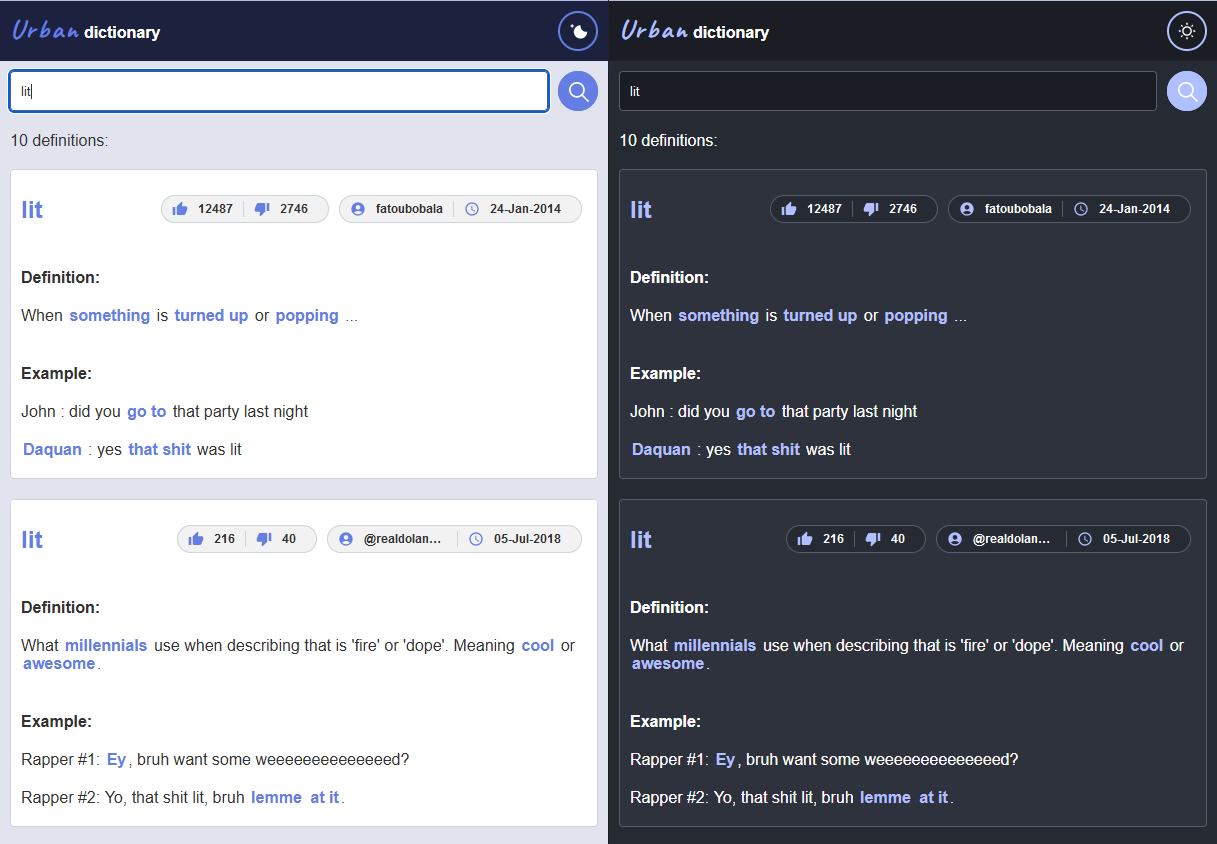 Urban dictionary
lit
10 definitions:
lit 12487 2746 fatoubobala 24-Jan-2014
Definition:
When something is turned up or popping ...
Example:
John : did you go to that party last night
Daquan : yes that shit was lit
lit 216 40 @realdolan... 05-Jul-2018
Definition:
What millennials use when describing that is 'fire' or 'dope'. Meaning cool or
awesome.
Example:
Rapper #1: Ey, bruh want some weeeeeeeeeeeeeed?
Rapper #2: Yo, that shit lit, bruh lemme at it.
Urban dictionary
lit
10 definitions:
lit 12487 2746 fatoubobala 24-Jan-2014
Definition:
When something is turned up or popping ...
Example:
John : did you go to that party last night
Daquan : yes that shit was lit
lit 216 40 @realdolan... 05-Jul-2018
Definition:
What millennials use when describing that is 'fire' or 'dope'. Meaning cool or
awesome.
Example:
Rapper #1: Ey, bruh want some weeeeeeeeeeeeeed?
Rapper #2: Yo, that shit lit, bruh lemme at it.